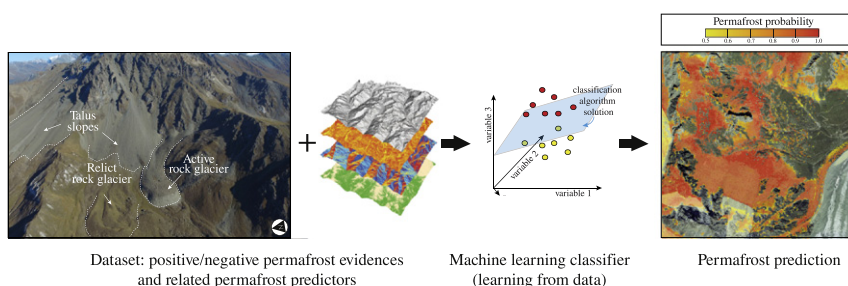 Permafrost probability
0.5 0.6 0.7 0.8 0.9 1.0
Talus
slopes
Relict
rock glacier
Active
rock glacier
variable 3
variable 2
variable 1
classification
algorithm
solution
Dataset: positive/negative permafrost evidences
and related permafrost predictors
Machine learning classifier
(learning from data)
Permafrost prediction